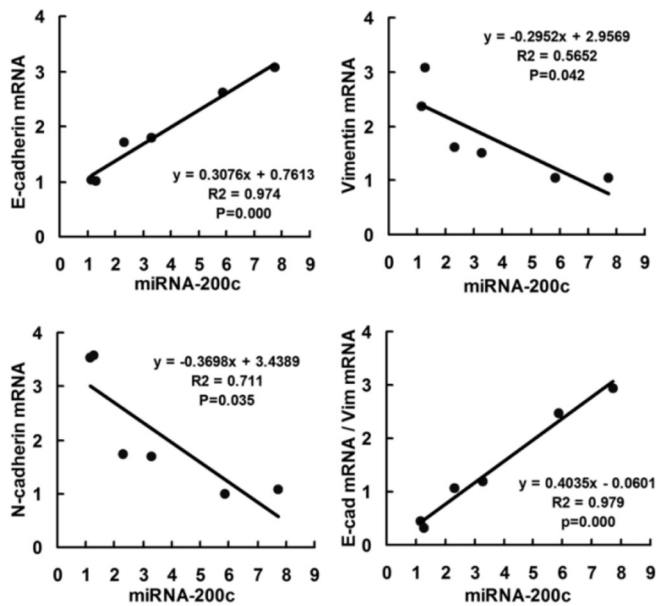 E-cadherin mRNA
4
3
2
1
0
y = 0.3076x + 0.7613
R2 = 0.974
P=0.000
0 1 2 3 4 5 6 7 8 9
miRNA-200c
Vimentin mRNA
4
3
2
1
0
y = -0.2952x + 2.9569
R2 = 0.5652
P=0.042
0 1 2 3 4 5 6 7 8 9
miRNA-200c
N-cadherin mRNA
4
3
2
1
0
y = -0.3698x + 3.4389
R2 = 0.711
P=0.035
0 1 2 3 4 5 6 7 8 9
miRNA-200c
E-cad mRNA / Vim mRNA
4
3
2
1
0
y = 0.4035x - 0.0601
R2 = 0.979
p=0.000
0 1 2 3 4 5 6 7 8 9
miRNA-200c